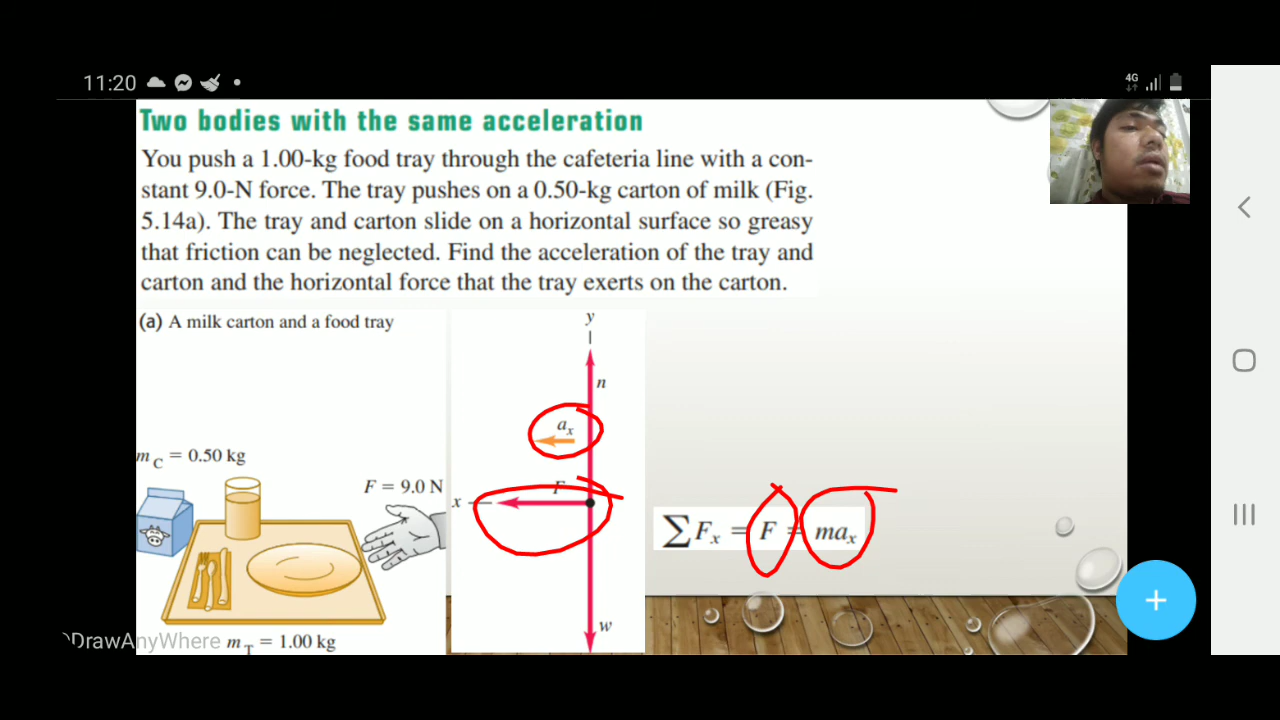 11:20
4G
Two bodies with the same acceleration
You push a 1.00-kg food tray through the cafeteria line with a con-
stant 9.0-N force. The tray pushes on a 0.50-kg carton of milk (Fig.
5.14a). The tray and carton slide on a horizontal surface so greasy
that friction can be neglected. Find the acceleration of the tray and
carton and the horizontal force that the tray exerts on the carton.
(a) A milk carton and a food tray
y
n
aₓ
m_C = 0.50 kg
F = 9.0 N
F
x
∑Fₓ = F = maₓ
w
DrawAnyWhere
m_T = 1.00 kg